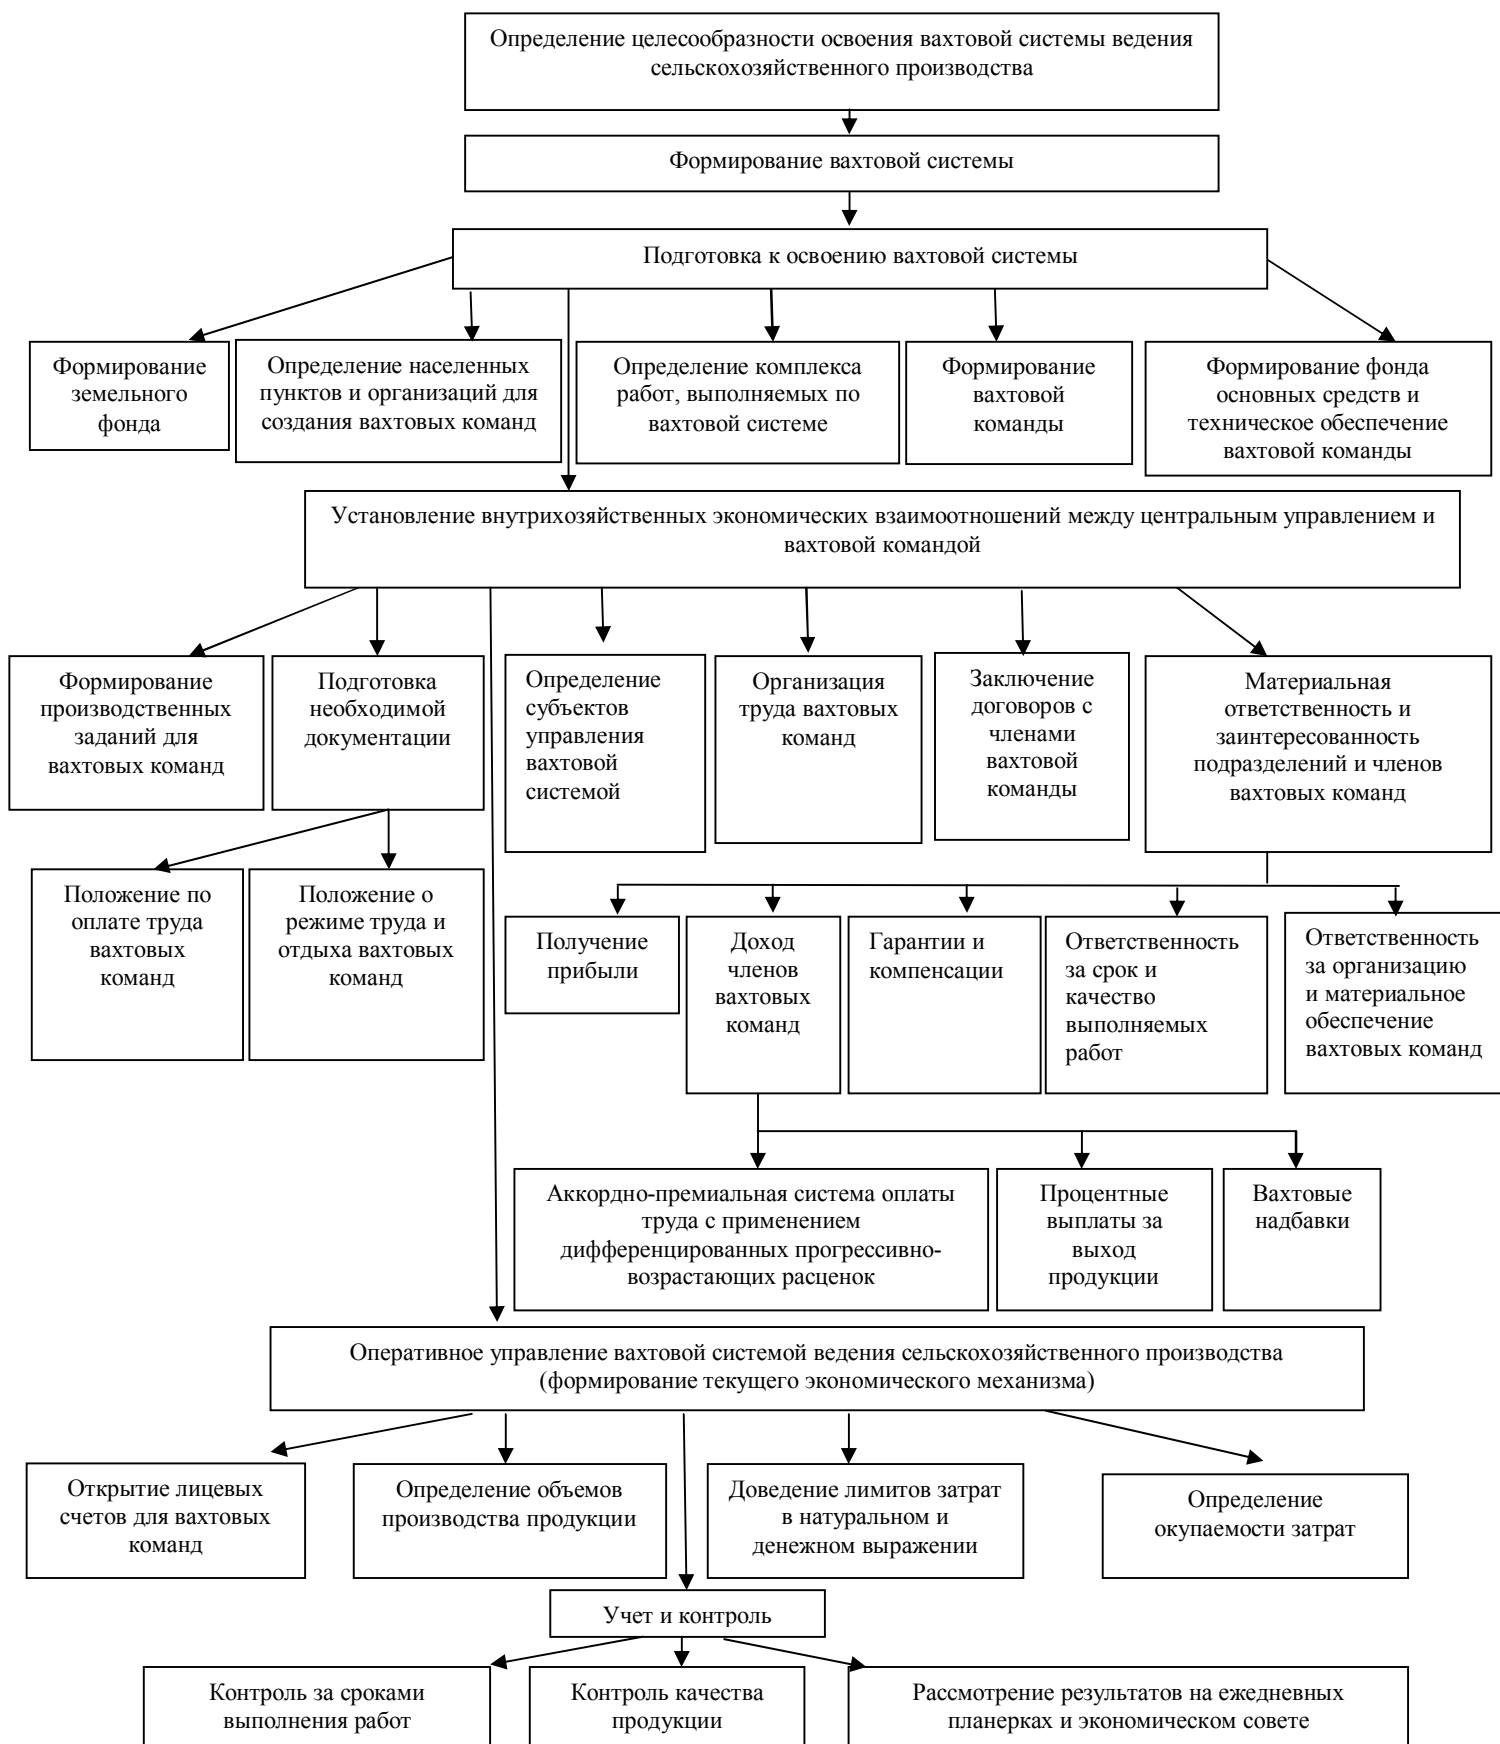 Определение целесообразности освоения вахтовой системы ведения
сельскохозяйственного производства
Формирование вахтовой системы
Подготовка к освоению вахтовой системы
Формирование
земельного
фонда
Определение населенных
пунктов и организаций для
создания вахтовых команд
Определение комплекса
работ, выполняемых по
вахтовой системе
Формирование
вахтовой
команды
Формирование фонда
основных средств и
техническое обеспечение
вахтовой команды
Установление внутрихозяйственных экономических взаимоотношений между центральным управлением и
вахтовой командой
Формирование
производственных
заданий для
вахтовых команд
Подготовка
необходимой
документации
Определение
субъектов
управления
вахтовой
системой
Организация
труда вахтовых
команд
Заключение
договоров с
членами
вахтовой
команды
Материальная
ответственность и
заинтересованность
подразделений и членов
вахтовых команд
Положение по
оплате труда
вахтовых
команд
Положение о
режиме труда и
отдыха вахтовых
команд
Получение
прибыли
Доход
членов
вахтовых
команд
Гарантии и
компенсации
Ответственность
за срок и
качество
выполняемых
работ
Ответственность
за организацию
и материальное
обеспечение
вахтовых команд
Аккордно-премиальная система оплаты
труда с применением
дифференцированных прогрессивно-
возрастающих расценок
Процентные
выплаты за
выход
продукции
Вахтовые
надбавки
Оперативное управление вахтовой системой ведения сельскохозяйственного производства
(формирование текущего экономического механизма)
Открытие лицевых
счетов для вахтовых
команд
Определение объемов
производства продукции
Доведение лимитов затрат
в натуральном и
денежном выражении
Определение
окупаемости затрат
Учет и контроль
Контроль за сроками
выполнения работ
Контроль качества
продукции
Рассмотрение результатов на ежедневных
планерках и экономическом совете